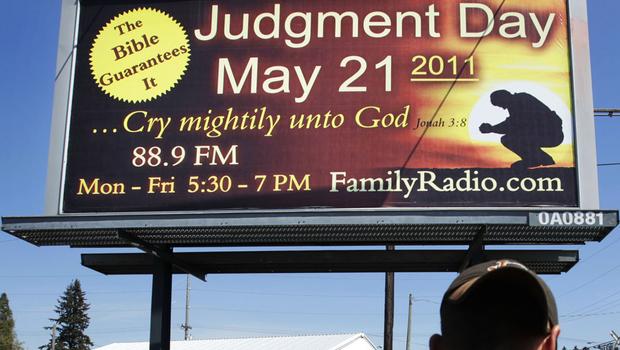 The
Bible
Guarantees
It
Judgment Day
May 21 2011
...Cry mightily unto God Jonah 3:8
88.9 FM
Mon - Fri 5:30 - 7 PM FamilyRadio.com
0A0881